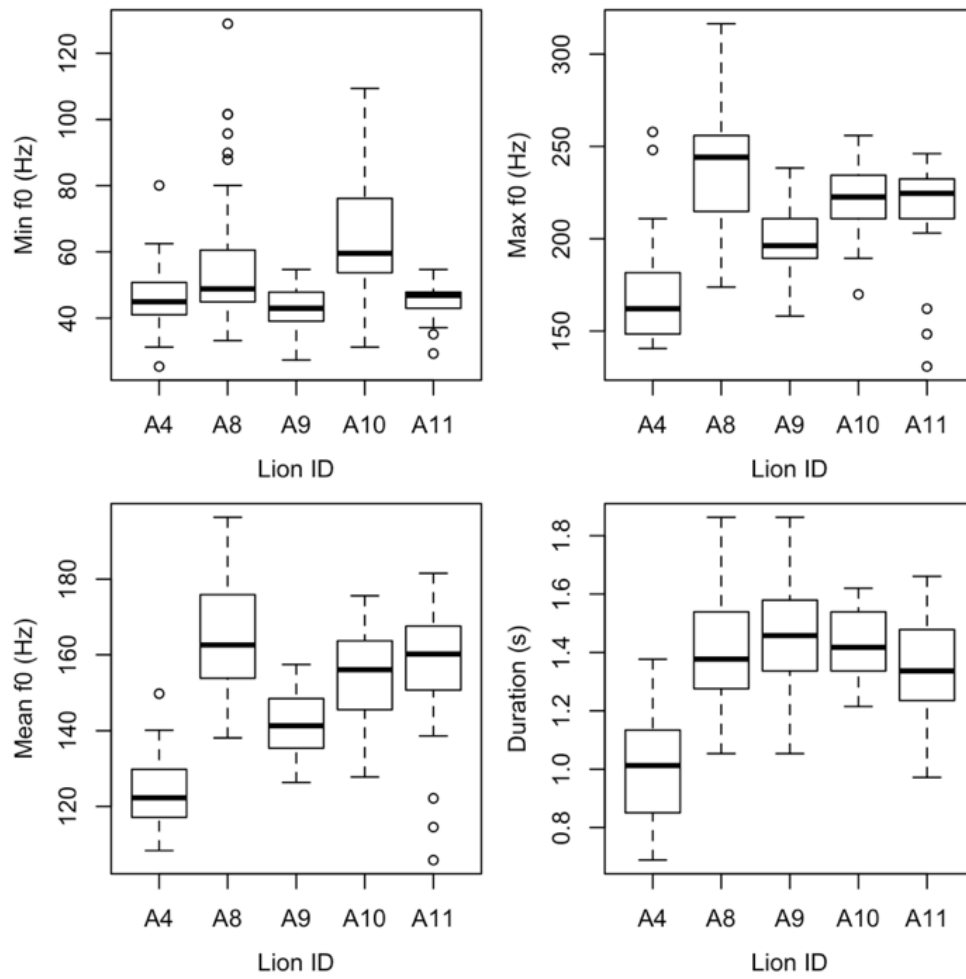 Min f0 (Hz)
120
100
80
60
40
A4 A8 A9 A10 A11
Lion ID
Max f0 (Hz)
300
250
200
150
A4 A8 A9 A10 A11
Lion ID
Mean f0 (Hz)
180
160
140
120
A4 A8 A9 A10 A11
Lion ID
Duration (s)
1.8
1.6
1.4
1.2
1.0
0.8
A4 A8 A9 A10 A11
Lion ID